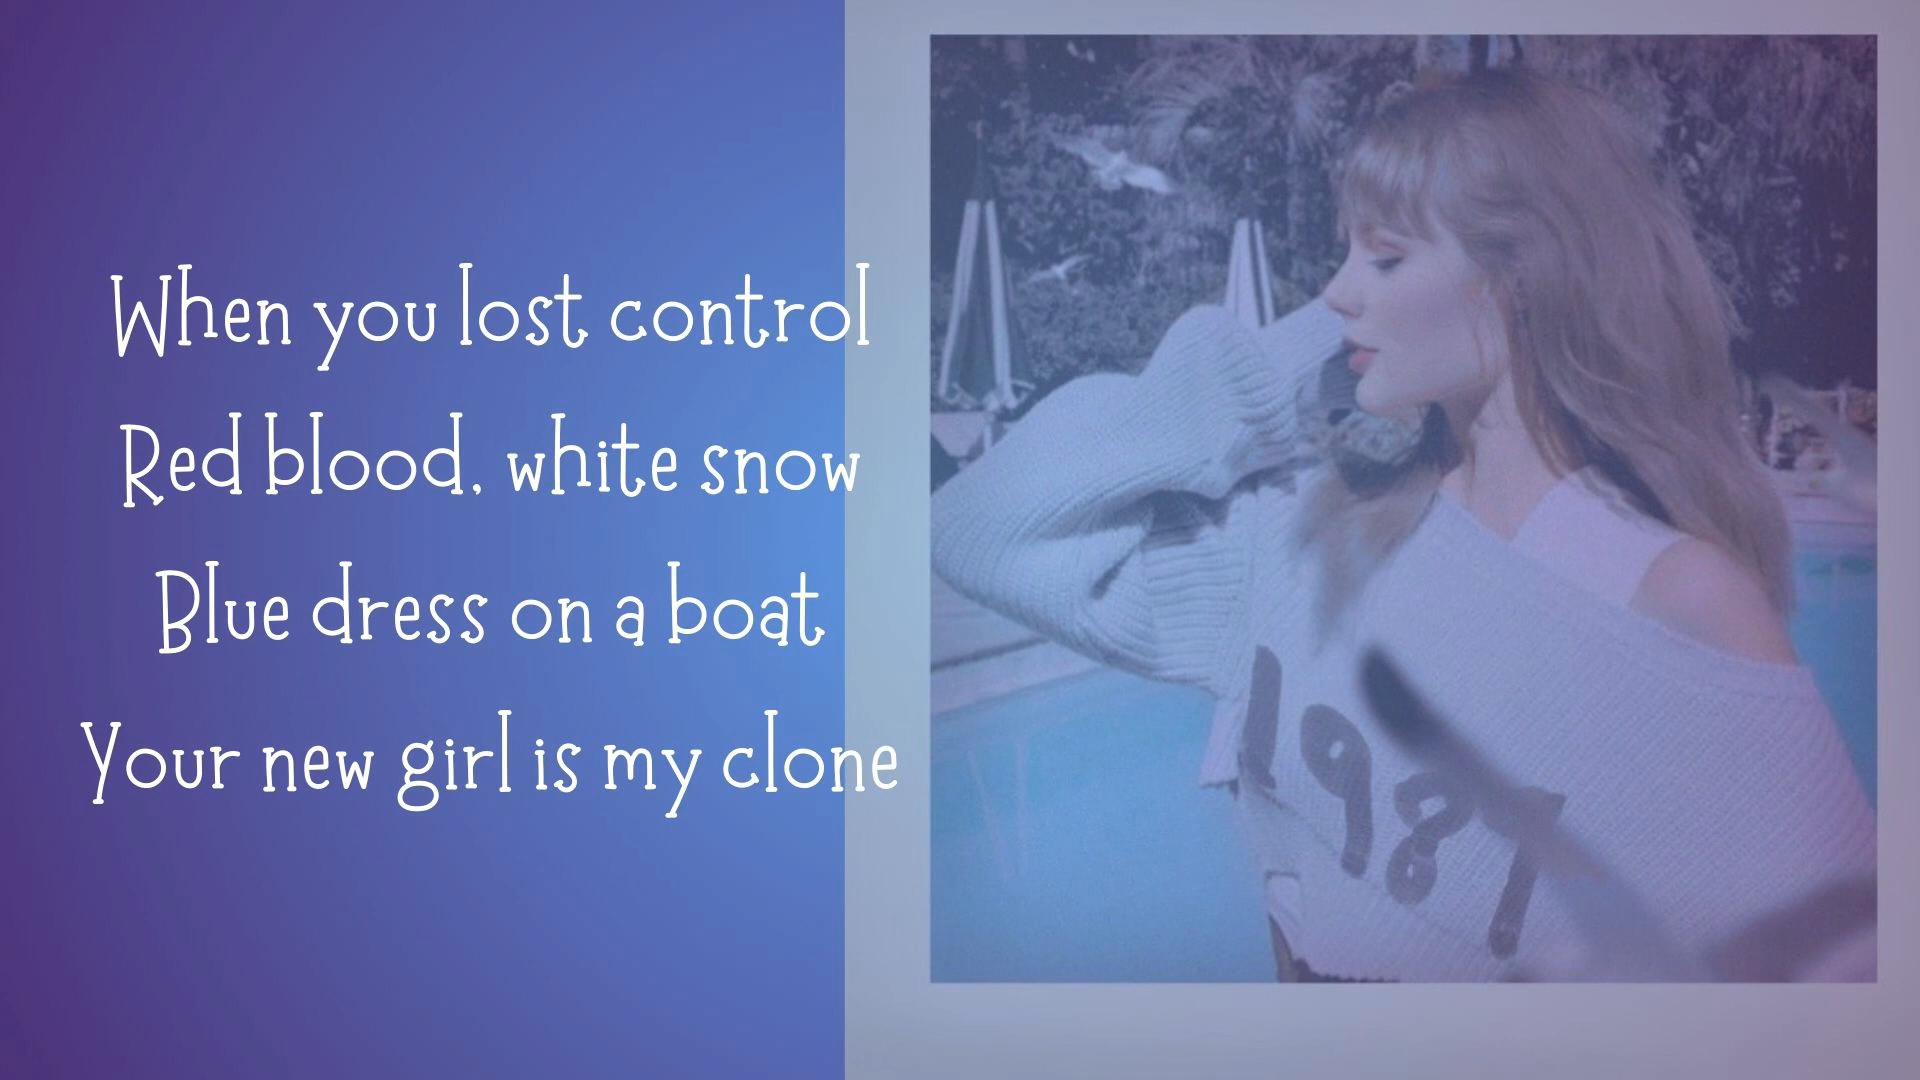 When you lost control
Red blood, white snow
Blue dress on a boat
Your new girl is my clone
1989